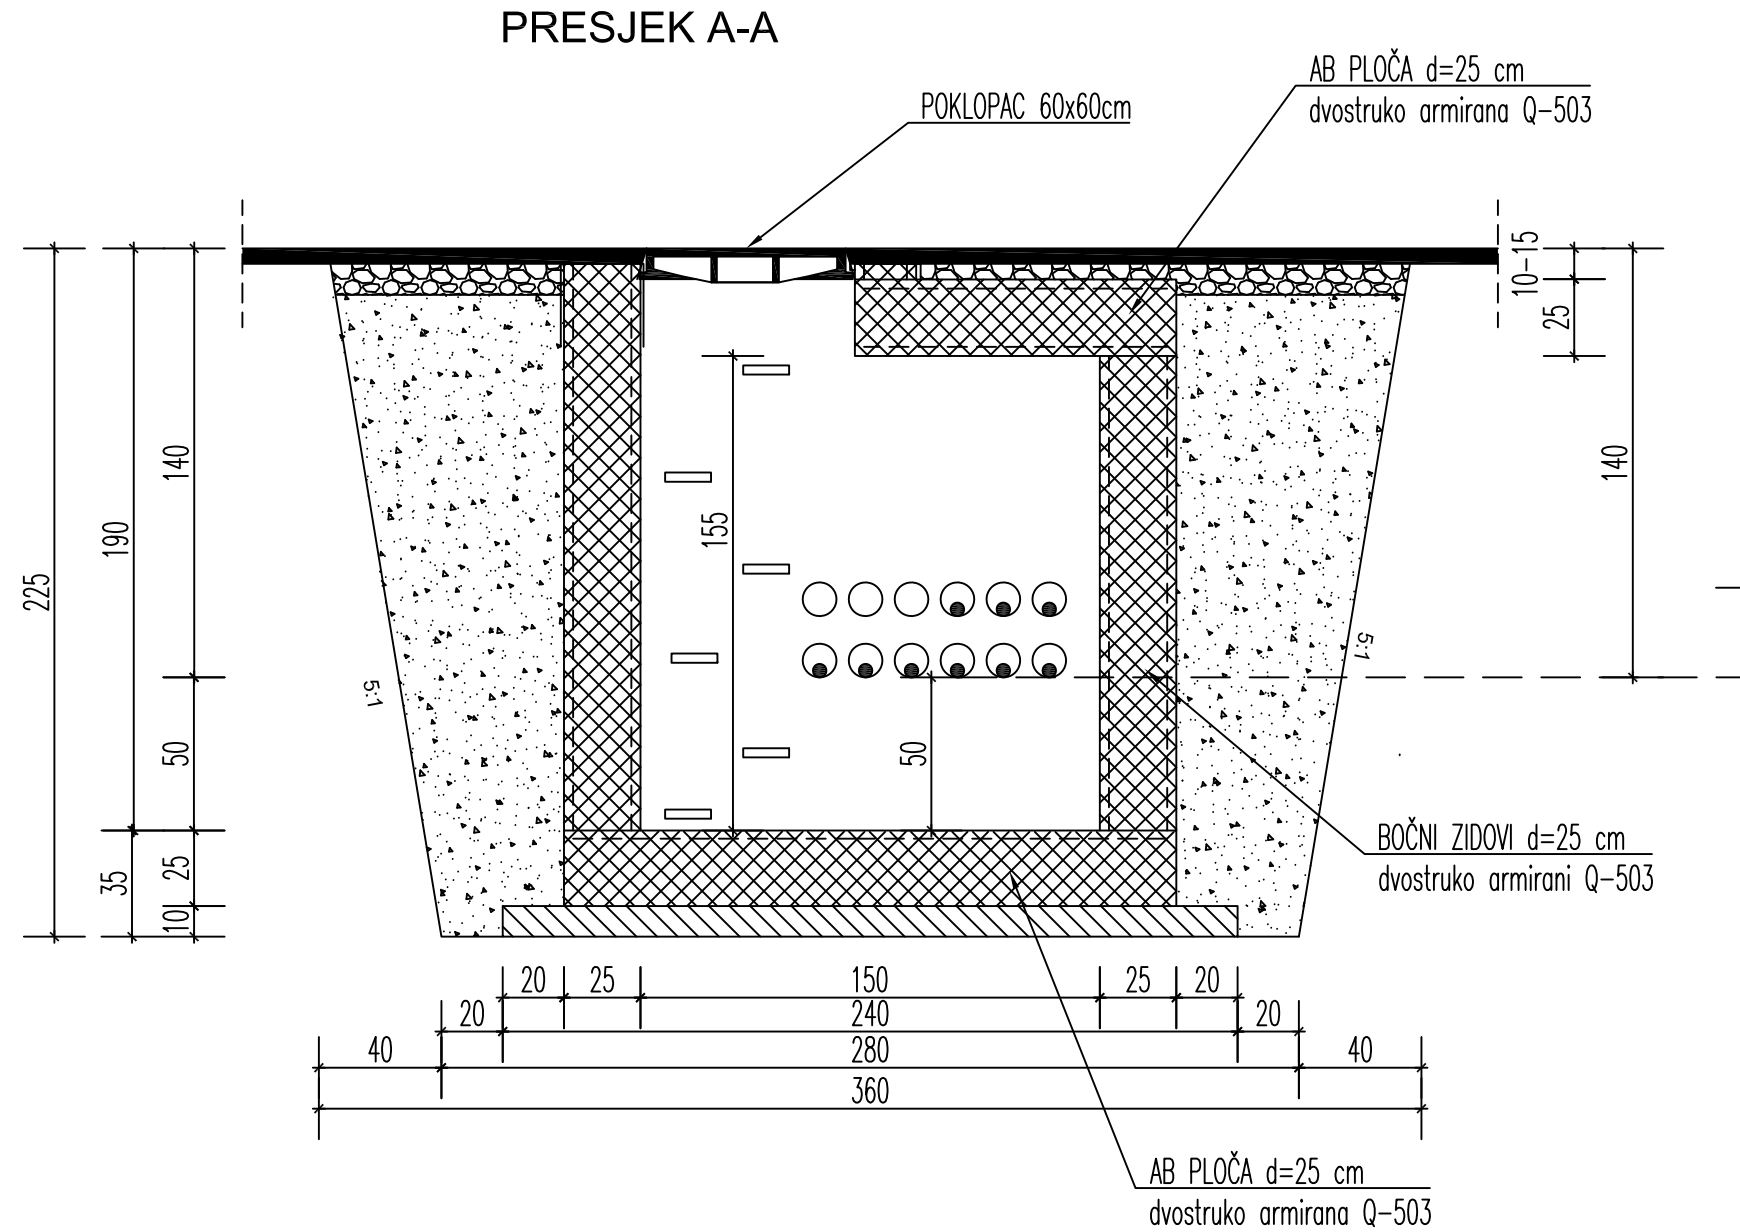 PRESJEK A-A
AB PLOČA d=25 cm
dvostruko armirana Q-503
POKLOPAC 60x60cm
10-15
25
140
140
190
225
155
50
50
5:1
5:1
35
25
10
BOČNI ZIDOVI d=25 cm
dvostruko armirani Q-503
20 25 150 25 20
20 240 20
40 280 40
360
AB PLOČA d=25 cm
dvostruko armirana Q-503